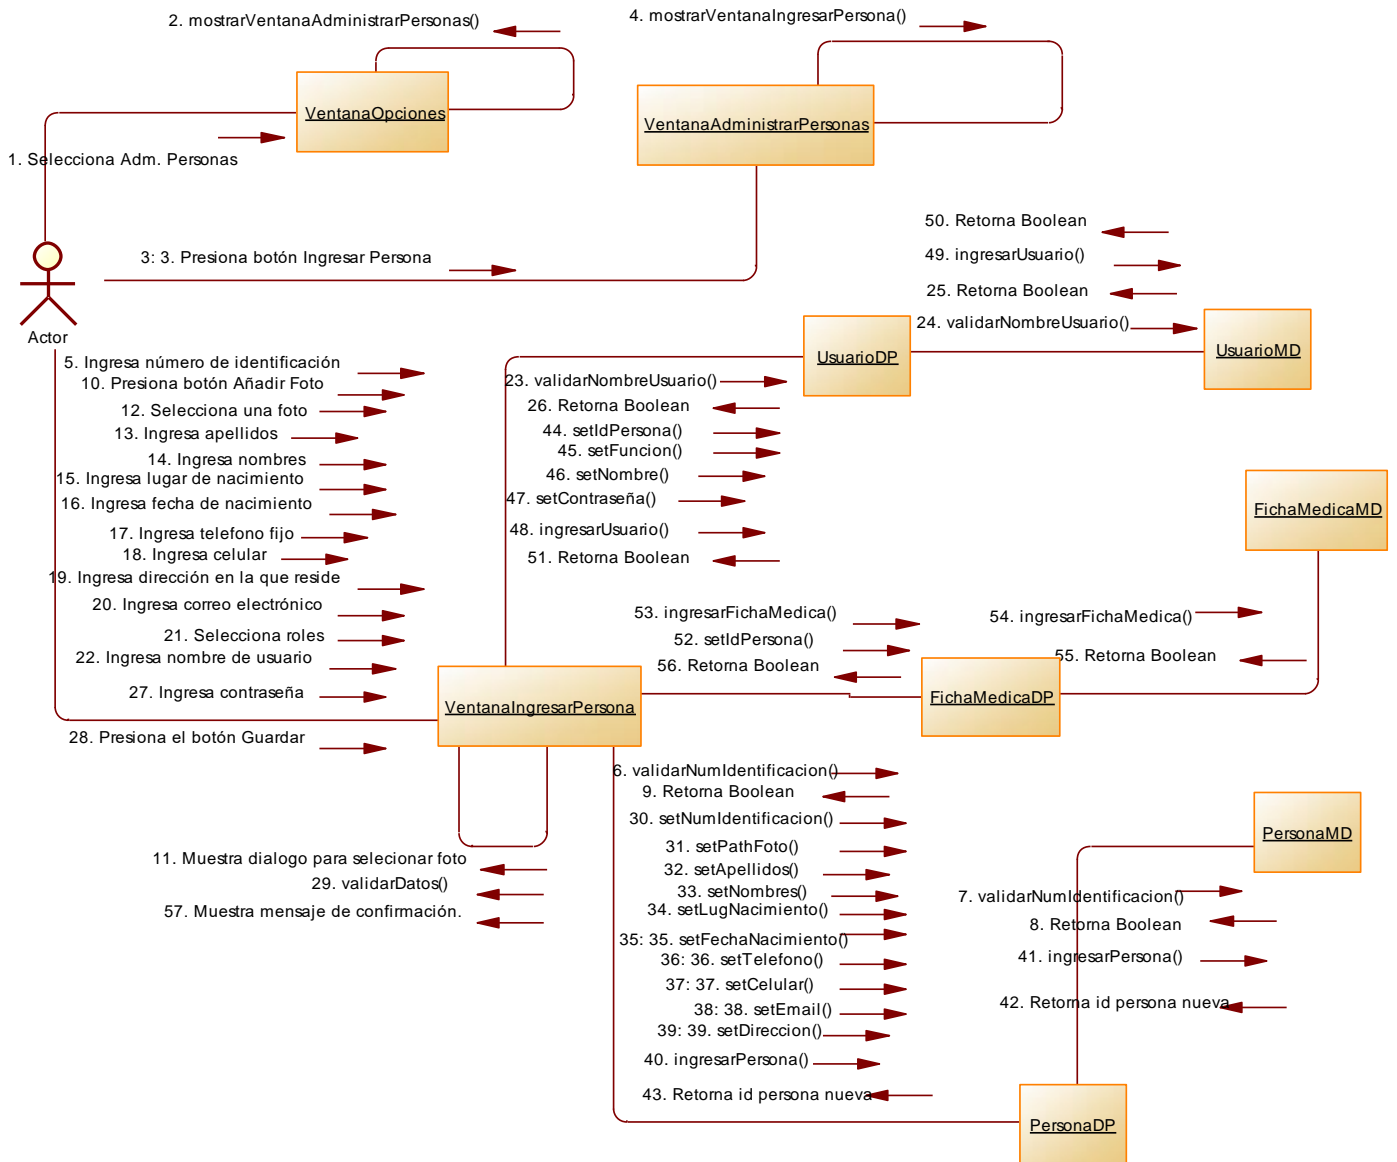 2. mostrarVentanaAdministrarPersonas()
4. mostrarVentanaIngresarPersona()
VentanaOpciones
VentanaAdministrarPersonas
1. Selecciona Adm. Personas
3: 3. Presiona botón Ingresar Persona
Actor
50. Retorna Boolean
49. ingresarUsuario()
25. Retorna Boolean
24. validarNombreUsuario()
UsuarioDP
UsuarioMD
5. Ingresa número de identificación
10. Presiona botón Añadir Foto
12. Selecciona una foto
13. Ingresa apellidos
14. Ingresa nombres
15. Ingresa lugar de nacimiento
16. Ingresa fecha de nacimiento
17. Ingresa telefono fijo
18. Ingresa celular
19. Ingresa dirección en la que reside
20. Ingresa correo electrónico
21. Selecciona roles
22. Ingresa nombre de usuario
27. Ingresa contraseña
28. Presiona el botón Guardar
23. validarNombreUsuario()
26. Retorna Boolean
44. setIdPersona()
45. setFuncion()
46. setNombre()
47. setContraseña()
48. ingresarUsuario()
51. Retorna Boolean
FichaMedicaMD
53. ingresarFichaMedica()
52. setIdPersona()
56. Retorna Boolean
54. ingresarFichaMedica()
55. Retorna Boolean
VentanaIngresarPersona
FichaMedicaDP
11. Muestra dialogo para selecionar foto
29. validarDatos()
57. Muestra mensaje de confirmación.
6. validarNumIdentificacion()
9. Retorna Boolean
30. setNumIdentificacion()
31. setPathFoto()
32. setApellidos()
33. setNombres()
34. setLugNacimiento()
35: 35. setFechaNacimiento()
36: 36. setTelefono()
37: 37. setCelular()
38: 38. setEmail()
39: 39. setDireccion()
40. ingresarPersona()
43. Retorna id persona nueva
PersonaMD
7. validarNumIdentificacion()
8. Retorna Boolean
41. ingresarPersona()
42. Retorna id persona nueva
PersonaDP